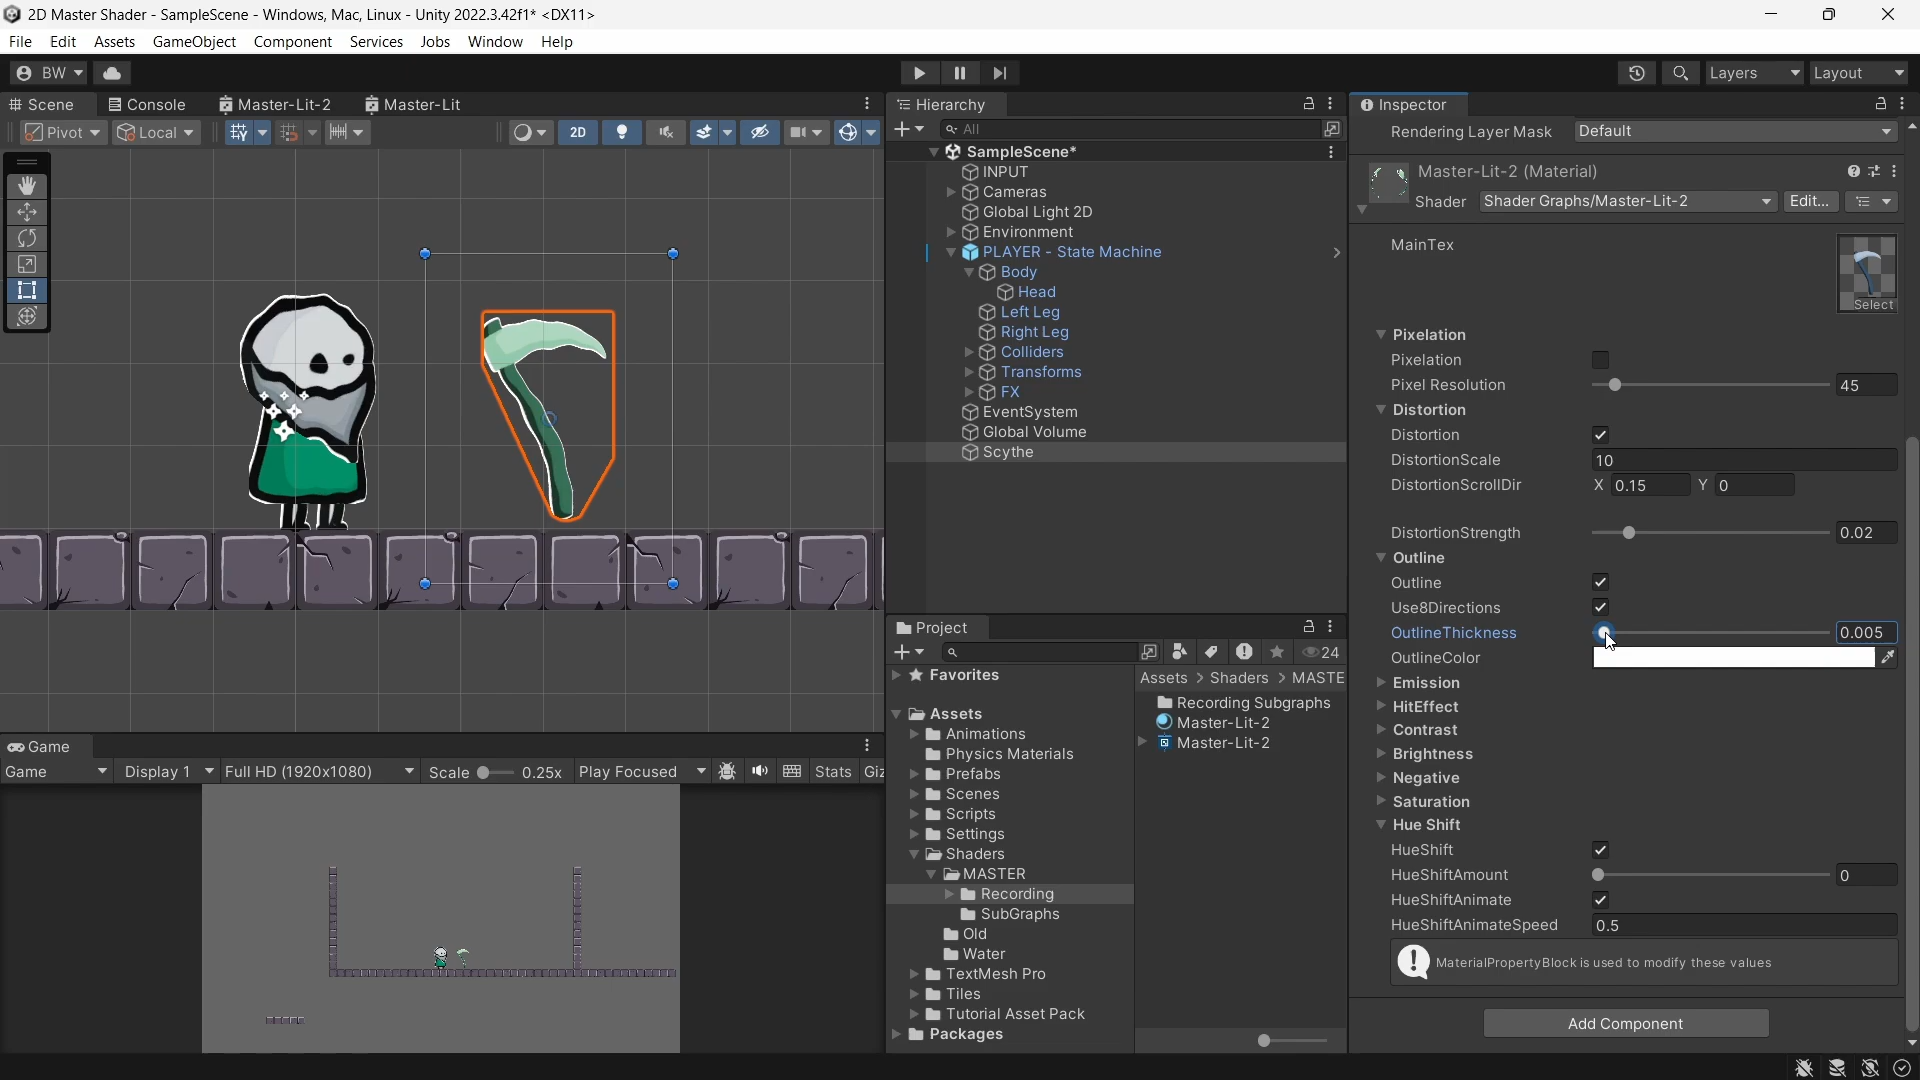 2D Master Shader - SampleScene - Windows, Mac, Linux - Unity 2022.3.42f1* <DX11>
File Edit Assets GameObject Component Services Jobs Window Help
BW Layers Layout
Scene Console Master-Lit-2 Master-Lit
Pivot Local 2D
Hierarchy
All
SampleScene*
INPUT
Cameras
Global Light 2D
Environment
PLAYER - State Machine
Body
Head
Left Leg
Right Leg
Colliders
Transforms
FX
EventSystem
Global Volume
Scythe
Game
Game Display 1 Full HD (1920x1080) Scale 0.25x Play Focused Stats Giz
Project
24
Favorites
Assets
Animations
Physics Materials
Prefabs
Scenes
Scripts
Settings
Shaders
MASTER
Recording
SubGraphs
Old
Water
TextMesh Pro
Tiles
Tutorial Asset Pack
Packages
Assets > Shaders > MASTE
Recording Subgraphs
Master-Lit-2
Master-Lit-2
Inspector
Rendering Layer Mask Default
Master-Lit-2 (Material)
Shader Shader Graphs/Master-Lit-2 Edit...
MainTex
Select
Pixelation
Pixelation
Pixel Resolution 45
Distortion
Distortion
DistortionScale 10
DistortionScrollDir X 0.15 Y 0
DistortionStrength 0.02
Outline
Outline
Use8Directions
OutlineThickness 0.005
OutlineColor
Emission
HitEffect
Contrast
Brightness
Negative
Saturation
Hue Shift
HueShift
HueShiftAmount 0
HueShiftAnimate
HueShiftAnimateSpeed 0.5
MaterialPropertyBlock is used to modify these values
Add Component